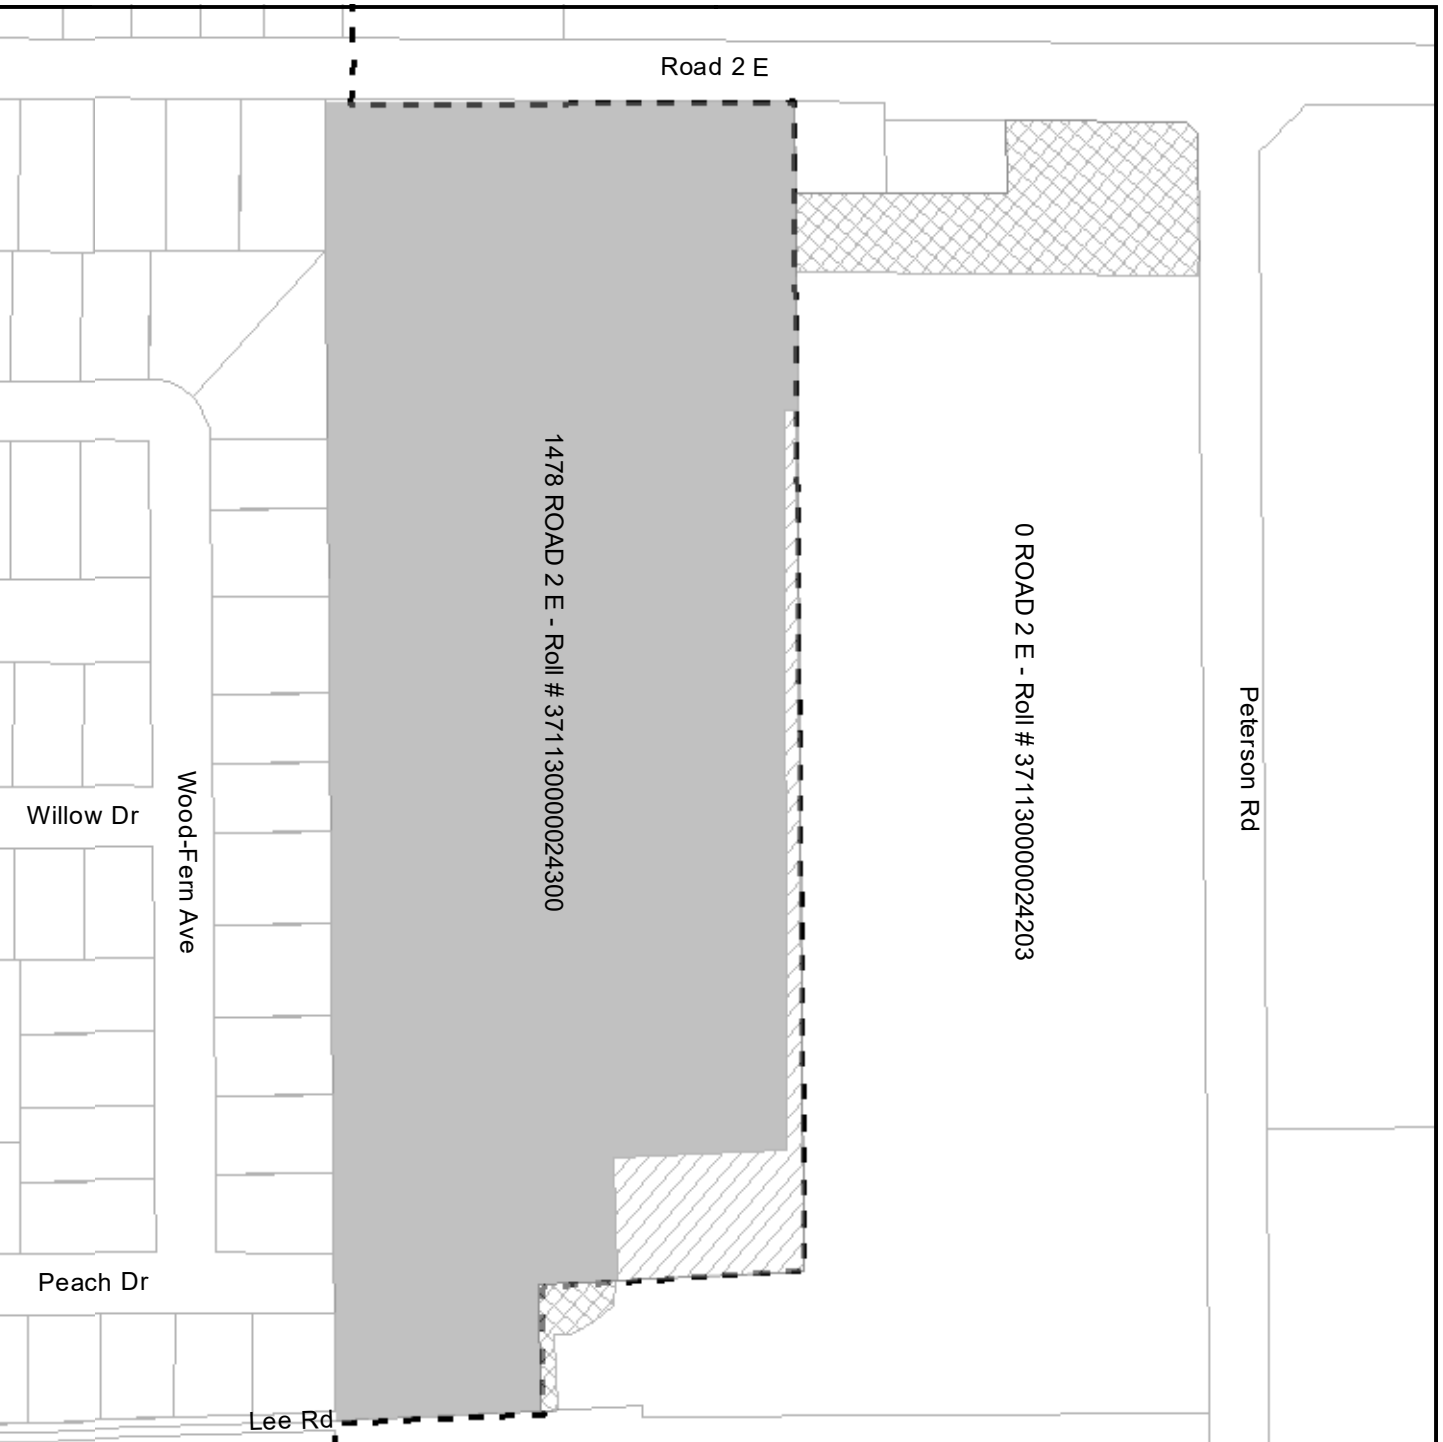 Road 2 E
1478 ROAD 2 E - Roll # 371130000024300
0 ROAD 2 E - Roll # 371130000024203
Peterson Rd
Willow Dr
Wood-Fern Ave
Peach Dr
Lee Rd